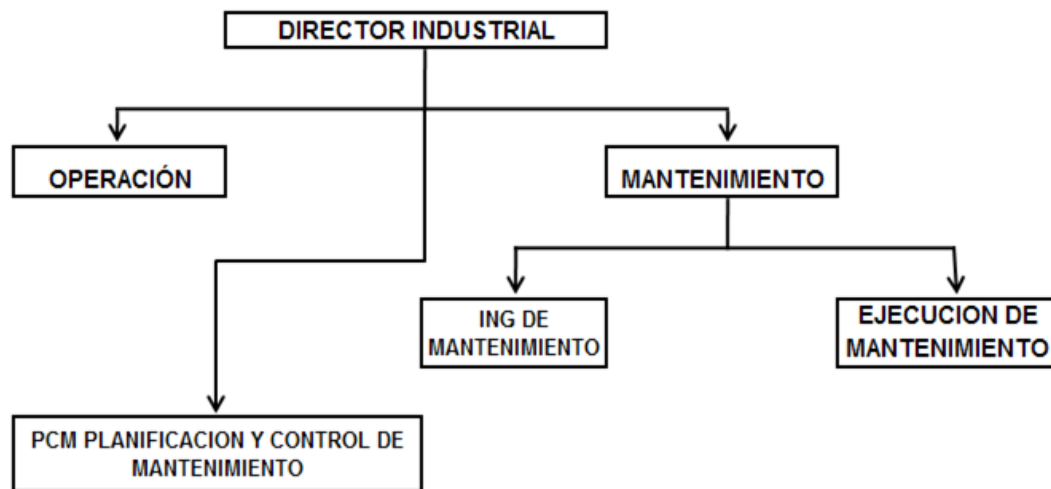 DIRECTOR INDUSTRIAL
OPERACIÓN
MANTENIMIENTO
ING DE
MANTENIMIENTO
EJECUCION DE
MANTENIMIENTO
PCM PLANIFICACION Y CONTROL DE
MANTENIMIENTO